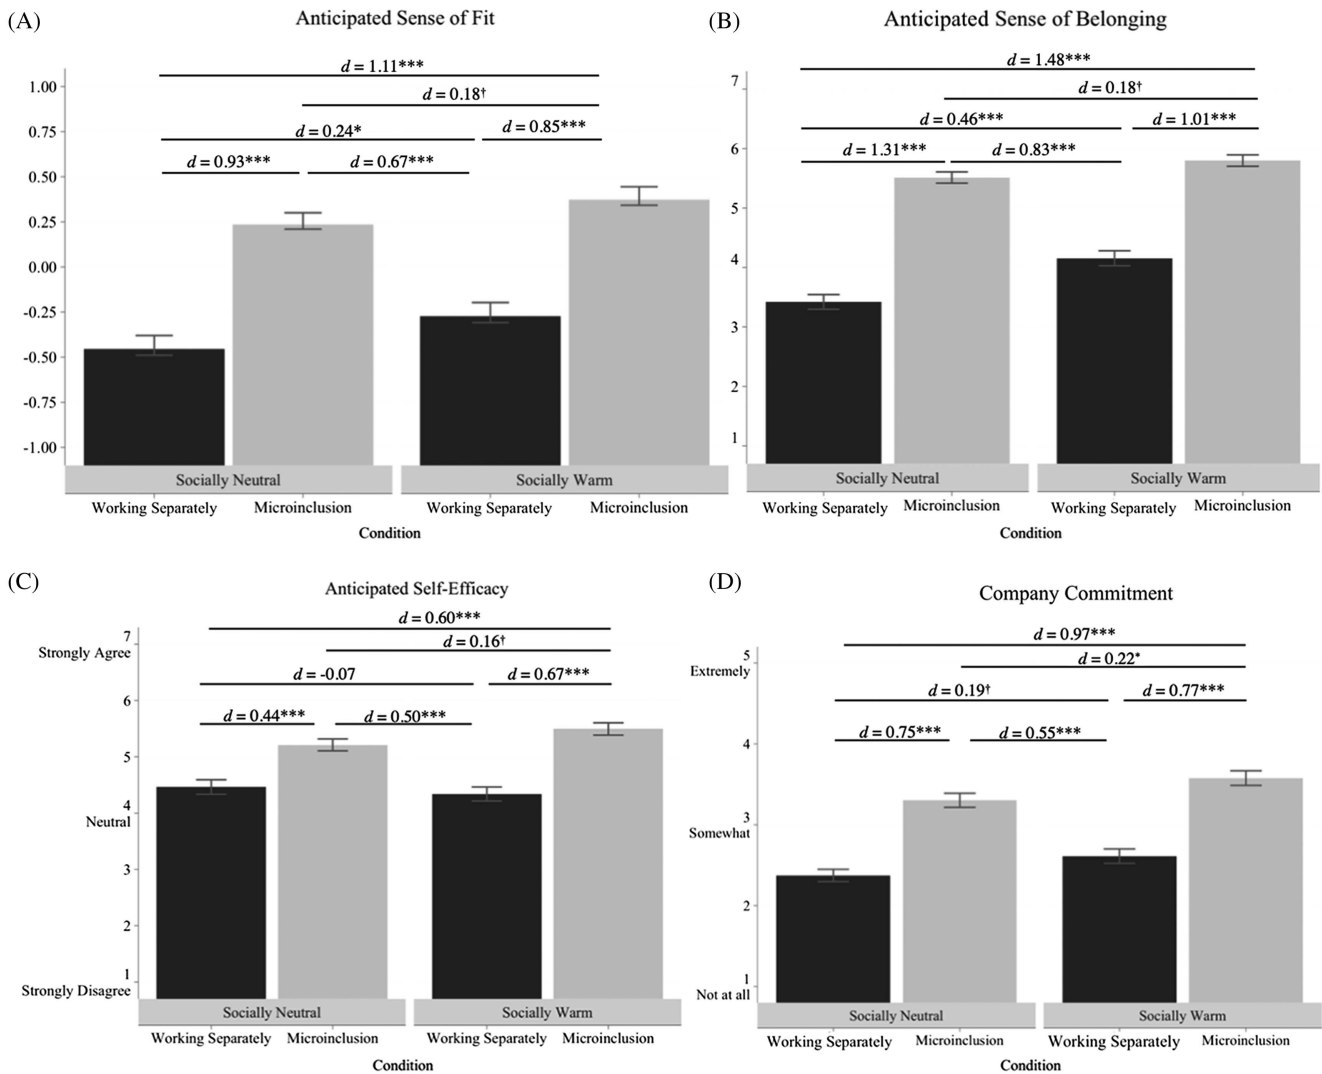 (A)
Anticipated Sense of Fit
d = 1.11***
d = 0.18†
d = 0.24*
d = 0.85***
d = 0.93***
d = 0.67***
1.00
0.75
0.50
0.25
0.00
-0.25
-0.50
-0.75
-1.00
Socially Neutral
Socially Warm
Working Separately
Microinclusion
Working Separately
Microinclusion
Condition
(B)
Anticipated Sense of Belonging
d = 1.48***
d = 0.18†
d = 0.46***
d = 1.01***
d = 1.31***
d = 0.83***
7
6
5
4
3
2
1
Socially Neutral
Socially Warm
Working Separately
Microinclusion
Working Separately
Microinclusion
Condition
(C)
Anticipated Self-Efficacy
d = 0.60***
d = 0.16†
d = -0.07
d = 0.67***
d = 0.44***
d = 0.50***
7
Strongly Agree
6
5
4
Neutral
3
2
1
Strongly Disagree
Socially Neutral
Socially Warm
Working Separately
Microinclusion
Working Separately
Microinclusion
Condition
(D)
Company Commitment
d = 0.97***
d = 0.22*
d = 0.19†
d = 0.77***
d = 0.75***
d = 0.55***
5
Extremely
4
3
Somewhat
2
1
Not at all
Socially Neutral
Socially Warm
Working Separately
Microinclusion
Working Separately
Microinclusion
Condition